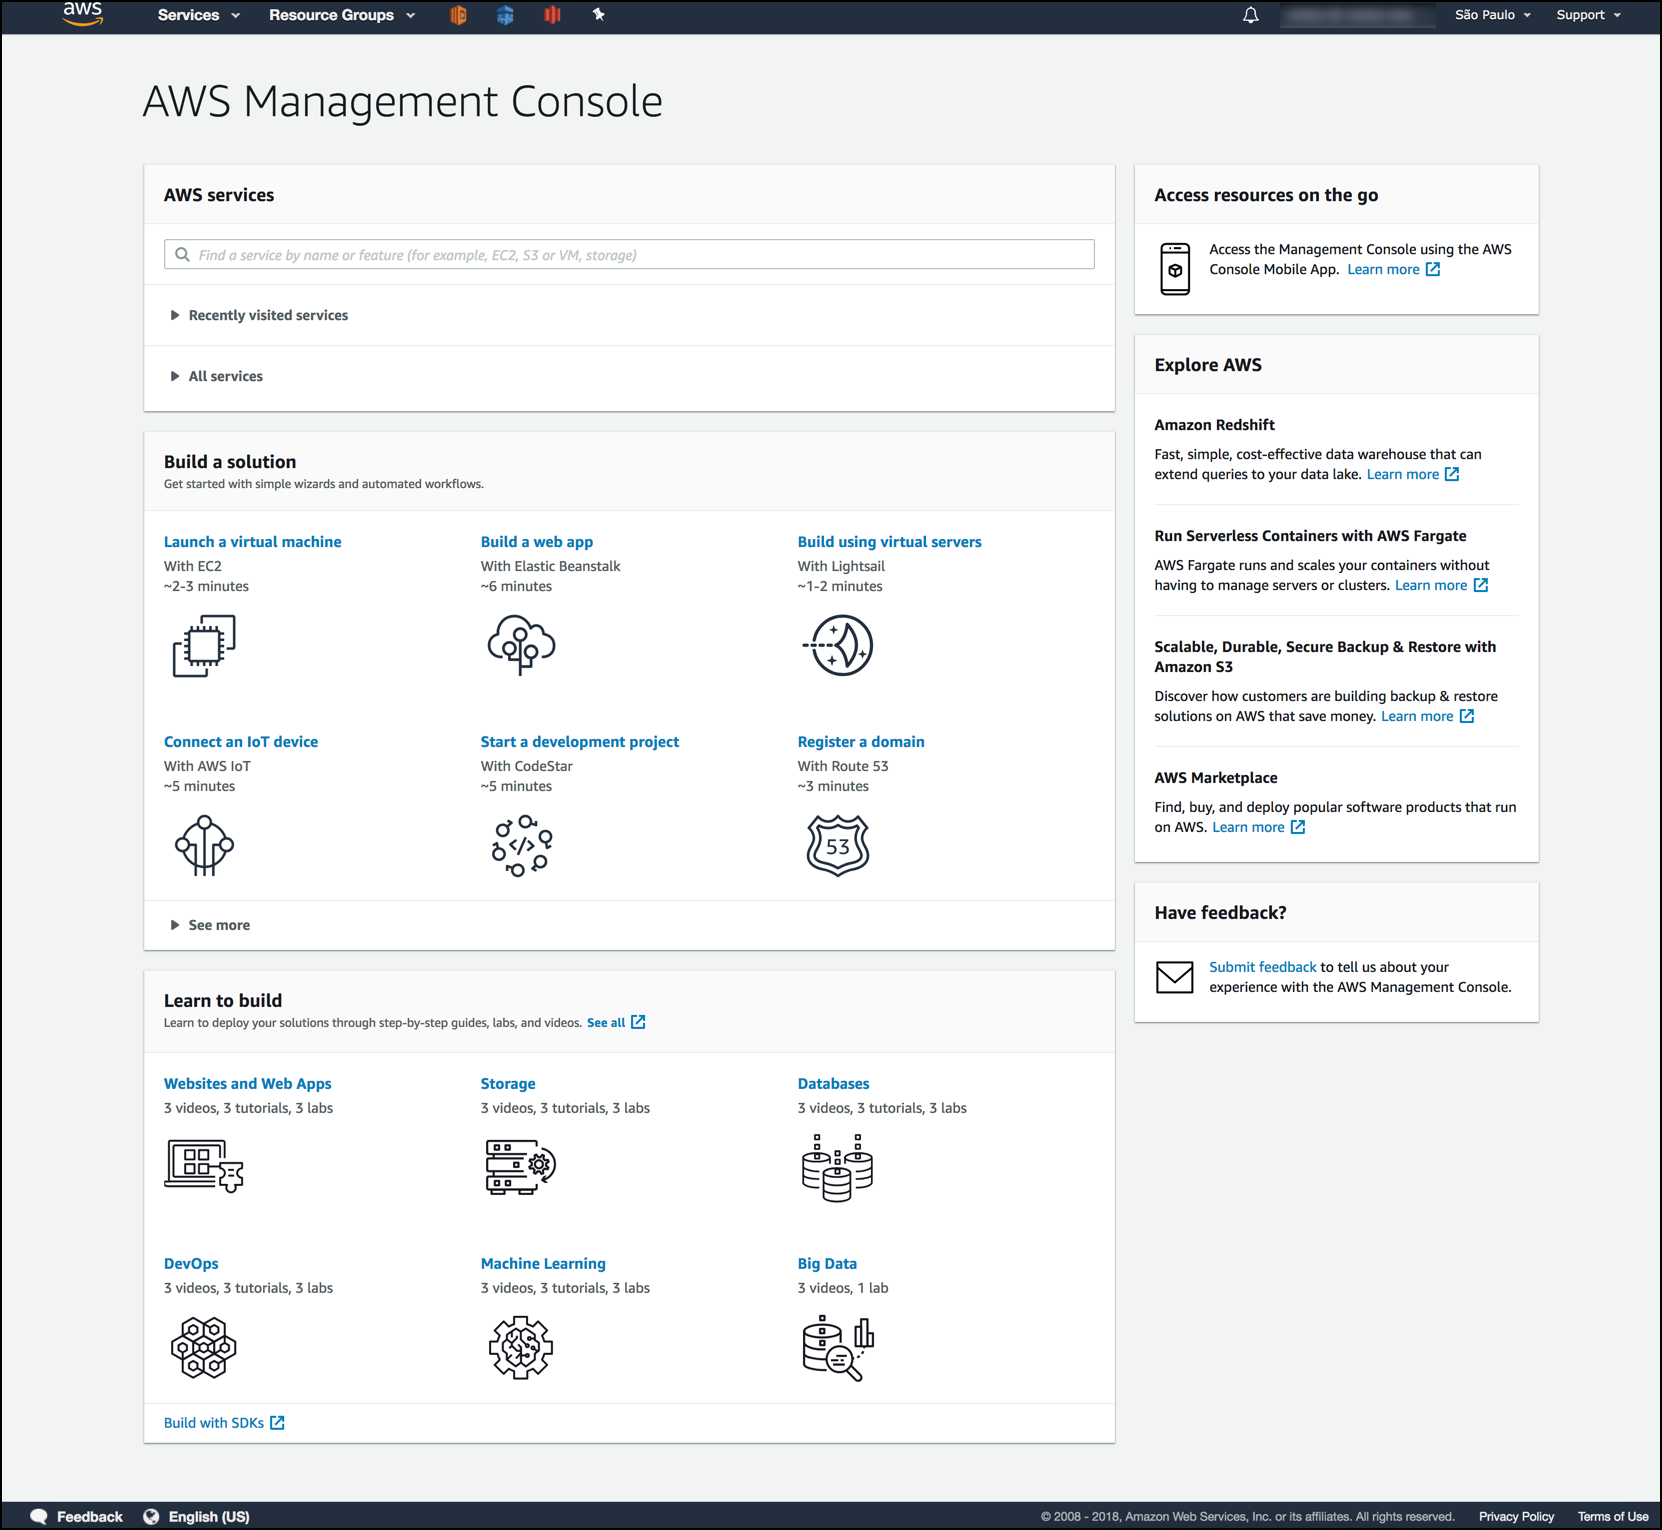 aws
Services
Resource Groups
São Paulo
Support
AWS Management Console
AWS services
Find a service by name or feature (for example, EC2, S3 or VM, storage)
Recently visited services
All services
Build a solution
Get started with simple wizards and automated workflows.
Launch a virtual machine
With EC2
~2-3 minutes
Build a web app
With Elastic Beanstalk
~6 minutes
Build using virtual servers
With Lightsail
~1-2 minutes
Connect an IoT device
With AWS IoT
~5 minutes
Start a development project
With CodeStar
~5 minutes
Register a domain
With Route 53
~3 minutes
53
See more
Learn to build
Learn to deploy your solutions through step-by-step guides, labs, and videos. See all
Websites and Web Apps
3 videos, 3 tutorials, 3 labs
Storage
3 videos, 3 tutorials, 3 labs
Databases
3 videos, 3 tutorials, 3 labs
DevOps
3 videos, 3 tutorials, 3 labs
Machine Learning
3 videos, 3 tutorials, 3 labs
Big Data
3 videos, 1 lab
Build with SDKs
Access resources on the go
Access the Management Console using the AWS
Console Mobile App. Learn more
Explore AWS
Amazon Redshift
Fast, simple, cost-effective data warehouse that can
extend queries to your data lake. Learn more
Run Serverless Containers with AWS Fargate
AWS Fargate runs and scales your containers without
having to manage servers or clusters. Learn more
Scalable, Durable, Secure Backup & Restore with
Amazon S3
Discover how customers are building backup & restore
solutions on AWS that save money. Learn more
AWS Marketplace
Find, buy, and deploy popular software products that run
on AWS. Learn more
Have feedback?
Submit feedback to tell us about your
experience with the AWS Management Console.
Feedback
English (US)
© 2008 - 2018, Amazon Web Services, Inc. or its affiliates. All rights reserved.
Privacy Policy
Terms of Use